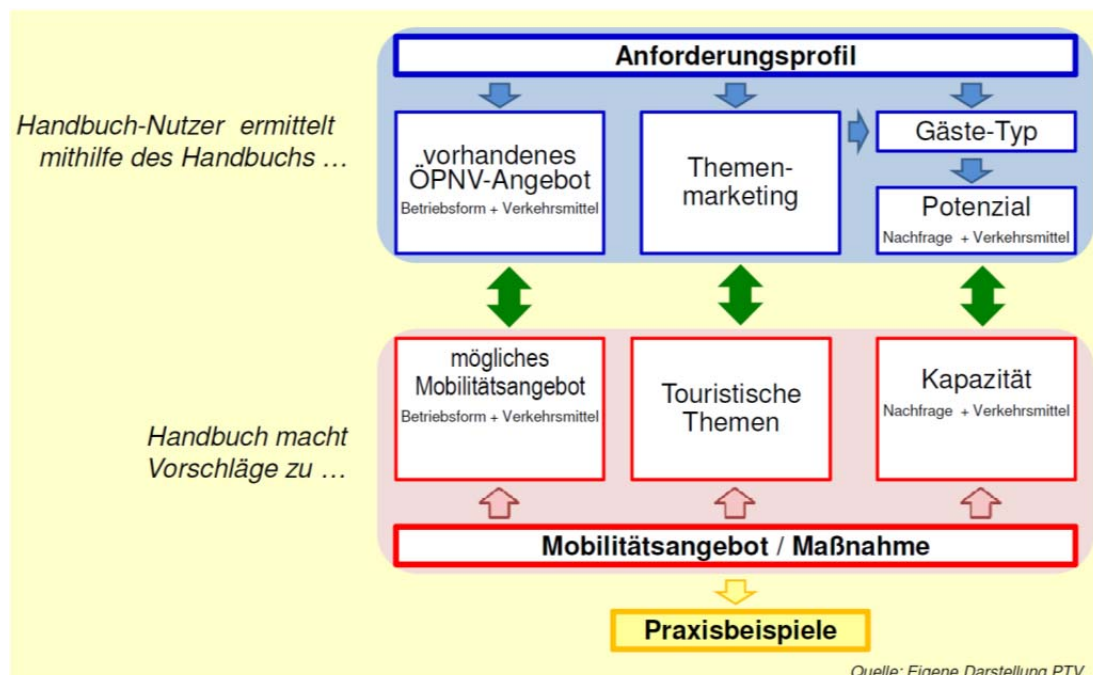 Anforderungsprofil
Handbuch-Nutzer ermittelt
mithilfe des Handbuchs …
vorhandenes
ÖPNV-Angebot
Betriebsform + Verkehrsmittel
Themen-
marketing
Gäste-Typ
Potenzial
Nachfrage + Verkehrsmittel
Handbuch macht
Vorschläge zu …
mögliches
Mobilitätsangebot
Betriebsform + Verkehrsmittel
Touristische
Themen
Kapazität
Nachfrage + Verkehrsmittel
Mobilitätsangebot / Maßnahme
Praxisbeispiele
Quelle: Eigene Darstellung PTV